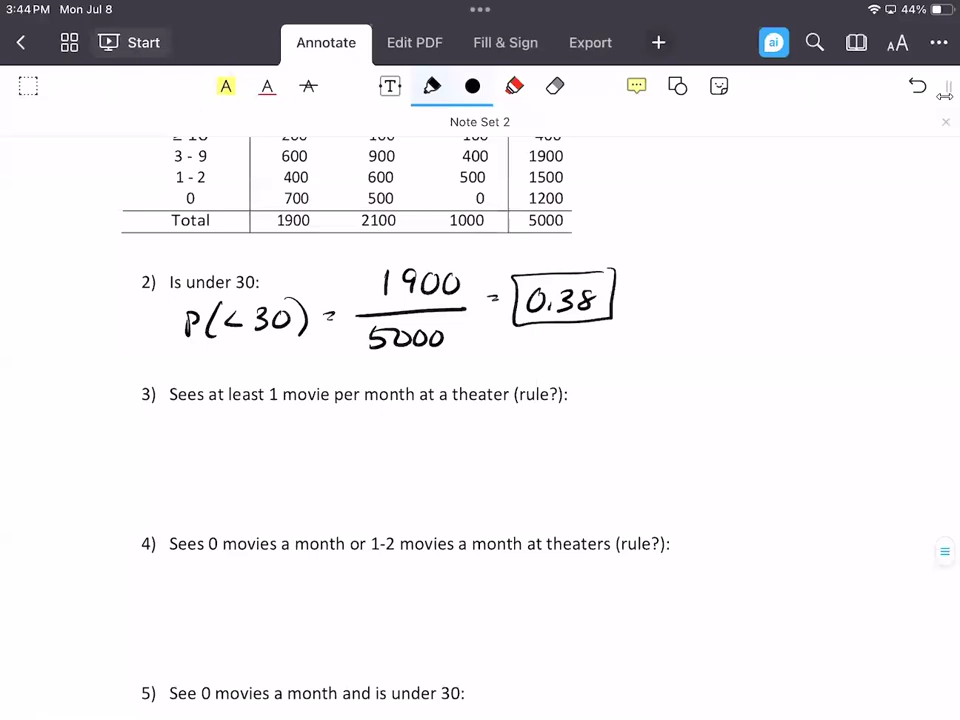 3:44 PM Mon Jul 8 44%
Start Annotate Edit PDF Fill & Sign Export
Note Set 2
3 - 9 600 900 400 1900
1 - 2 400 600 500 1500
0 700 500 0 1200
Total 1900 2100 1000 5000
2) Is under 30:
P(< 30) = 1900 / 5000 = 0.38
3) Sees at least 1 movie per month at a theater (rule?):
4) Sees 0 movies a month or 1-2 movies a month at theaters (rule?):
5) See 0 movies a month and is under 30: